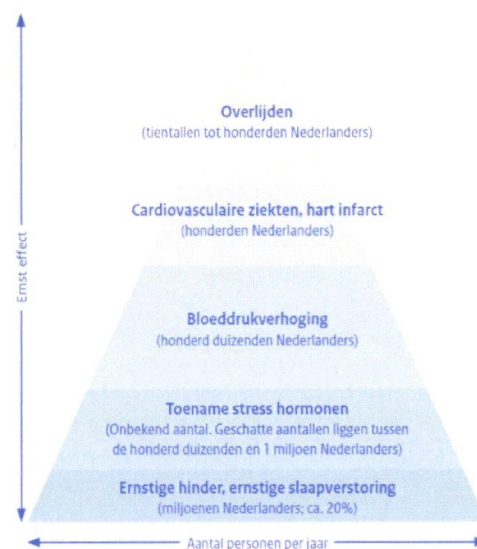 Overlijden
(tientallen tot honderden Nederlanders)
Cardiovasculaire ziekten, hart infarct
(honderden Nederlanders)
Ernst effect
Bloeddrukverhoging
(honderd duizenden Nederlanders)
Toename stress hormonen
(Onbekend aantal. Geschatte aantallen liggen tussen
de honderd duizenden en 1 miljoen Nederlanders)
Ernstige hinder, ernstige slaapverstoring
(miljoenen Nederlanders; ca. 20%)
Aantal personen per jaar